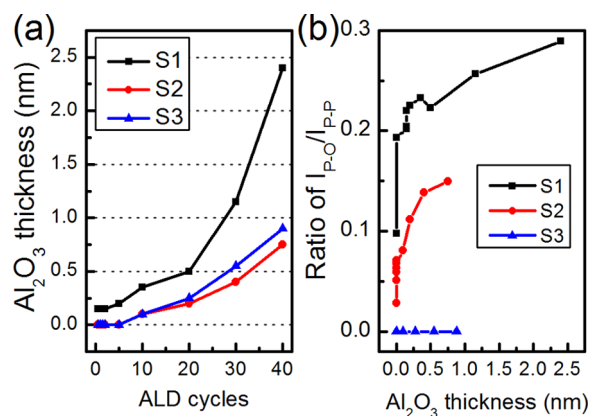 (a)
Al2O3 thickness (nm)
2.5
2.0
1.5
1.0
0.5
0.0
S1
S2
S3
0
10
20
30
40
ALD cycles
(b)
Ratio of IP-O/IP-P
0.3
0.2
0.1
0.0
S1
S2
S3
0.0 0.5 1.0 1.5 2.0 2.5
Al2O3 thickness (nm)